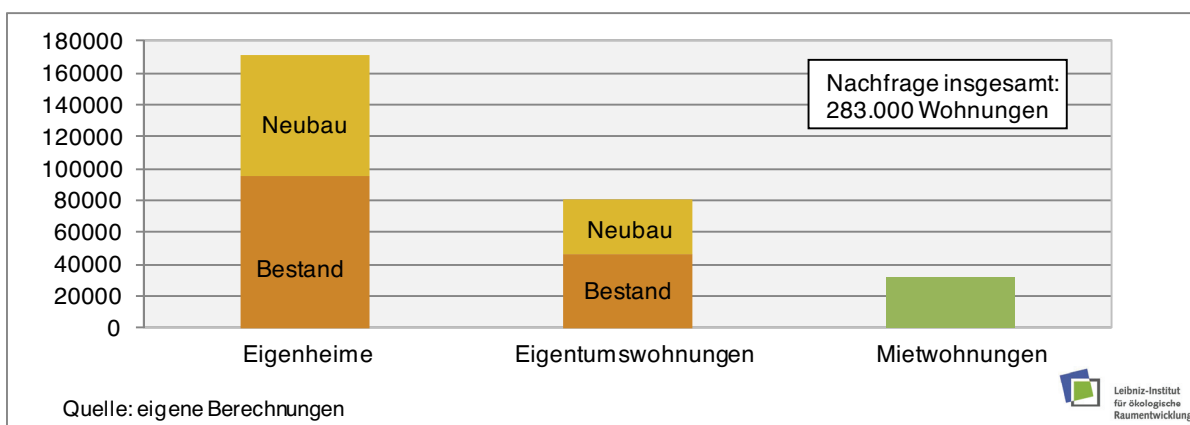 180000
160000
140000
120000
100000
80000
60000
40000
20000
0
Nachfrage insgesamt:
283.000 Wohnungen
Neubau
Bestand
Neubau
Bestand
Eigenheime
Eigentumswohnungen
Mietwohnungen
Quelle: eigene Berechnungen
Leibniz-Institut
für ökologische
Raumentwicklung